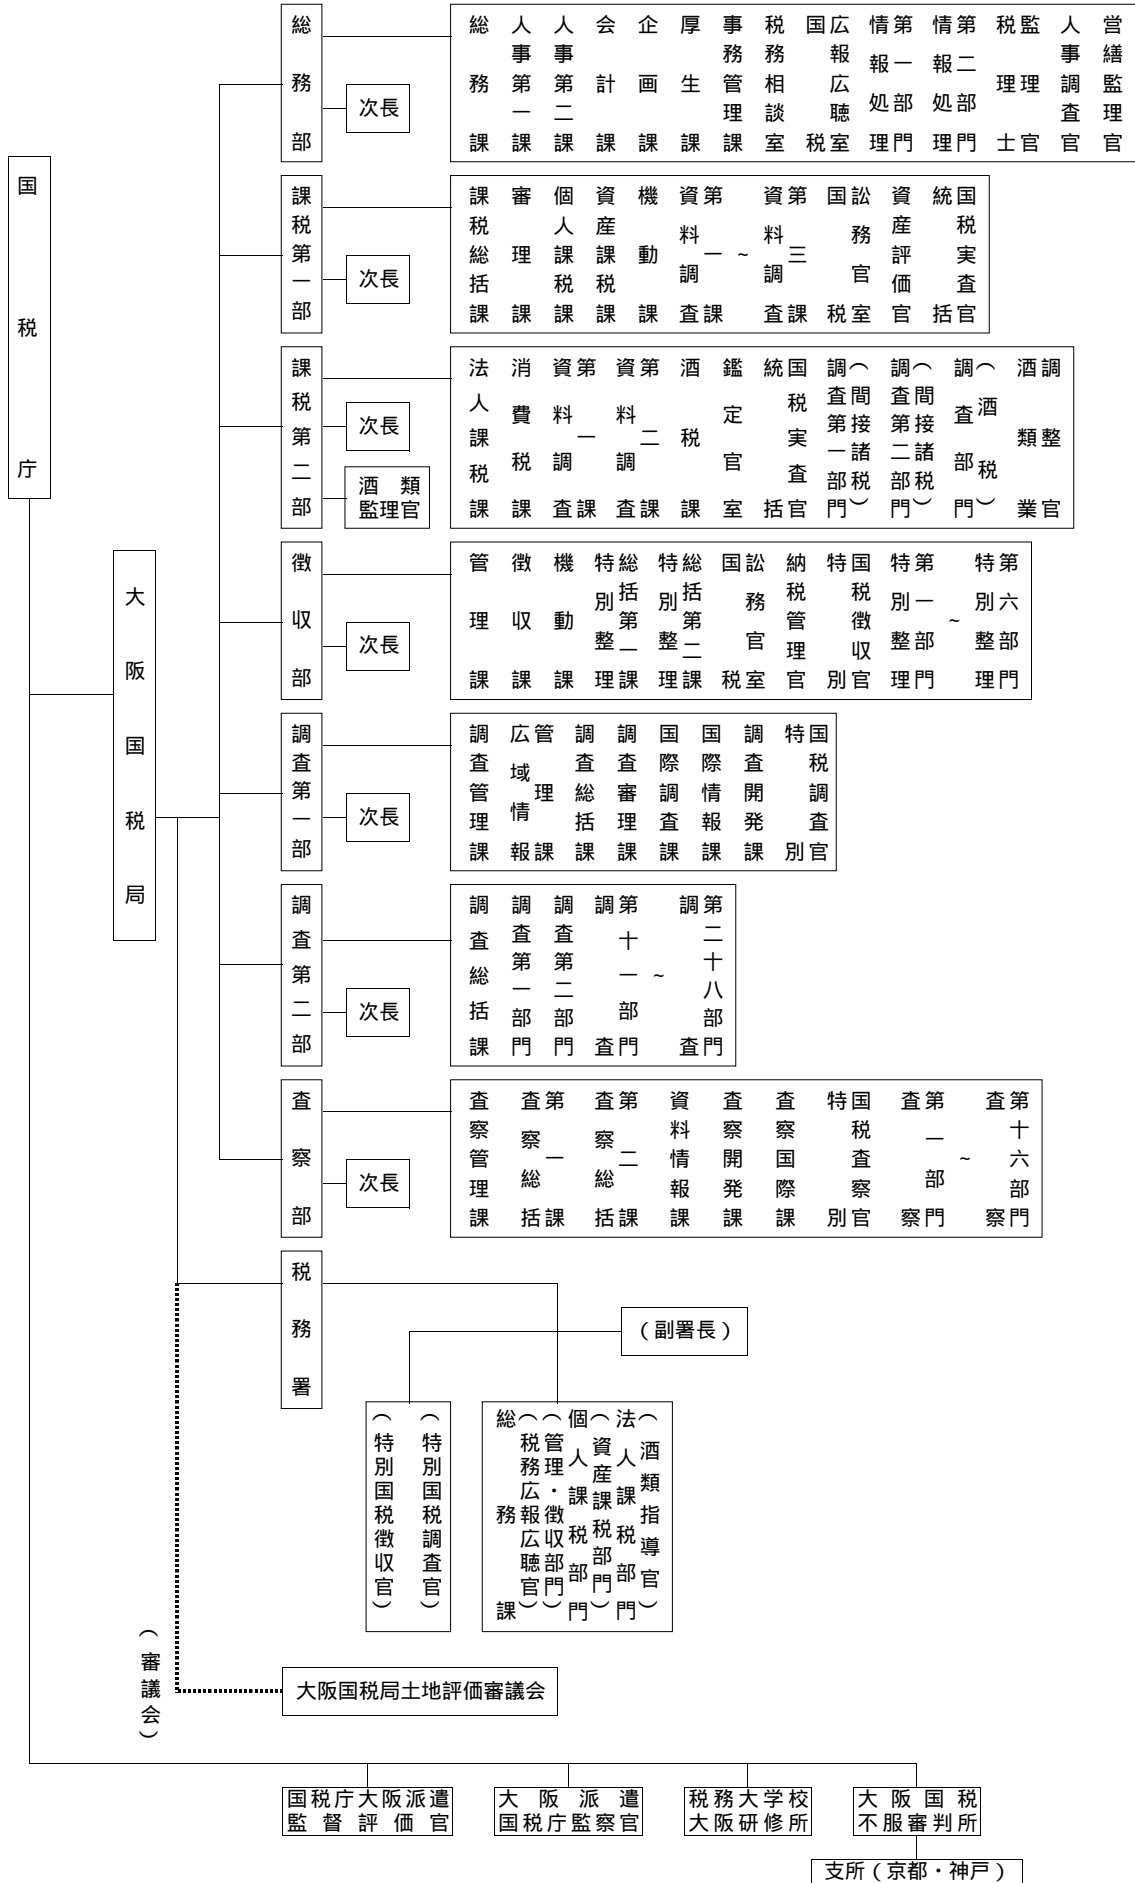 国税庁
大阪国税局
総務部
次長
総務課
人事第一課
人事第二課
会計課
企画課
厚生課
事務管理課
税務相談室
国税広報広聴室
情報処理第一部門
情報処理第二部門
税理士監理官
人事調査官
営繕監理官
課税第一部
次長
課税総括課
審理課
個人課税課
資産課税課
機動課
資料調査第一課
~
資料調査第三課
国税訟務官室
資産評価官
統括国税実査官
課税第二部
次長
酒類
監理官
法人課税課
消費税課
資料調査第一課
資料調査第二課
酒税課
鑑定官室
統括国税実査官
調査第一部門
(間接諸税)
調査第二部門
(間接諸税)
調査部門
(酒税)
酒類業調整官
徴収部
次長
管理課
徴収課
機動課
特別整理総括第一課
特別整理総括第二課
国税訟務官室
納税管理官
特別国税徴収官
特別整理第一部門
~
特別整理第六部門
調査第一部
次長
調査管理課
広域情報管理課
調査総括課
調査審理課
国際調査課
国際情報課
調査開発課
特別国税調査官
調査第二部
次長
調査総括課
調査第一部門
調査第二部門
調査第十一部門
~
調査第二十八部門
査察部
次長
査察管理課
査察総括第一課
査察総括第二課
資料情報課
査察開発課
査察国際課
特別国税査察官
査察第一部門
~
査察第十六部門
税務署
(副署長)
(特別国税徴収官)
(特別国税調査官)
総務課
(税務広報広聴官)
(管理・徴収部門)
個人課税部門
(資産課税部門)
法人課税部門
(酒類指導官)
(審議会)
大阪国税局土地評価審議会
国税庁大阪派遣
監督評価官
大阪派遣
国税庁監察官
税務大学校
大阪研修所
大阪国税
不服審判所
支所(京都・神戸)